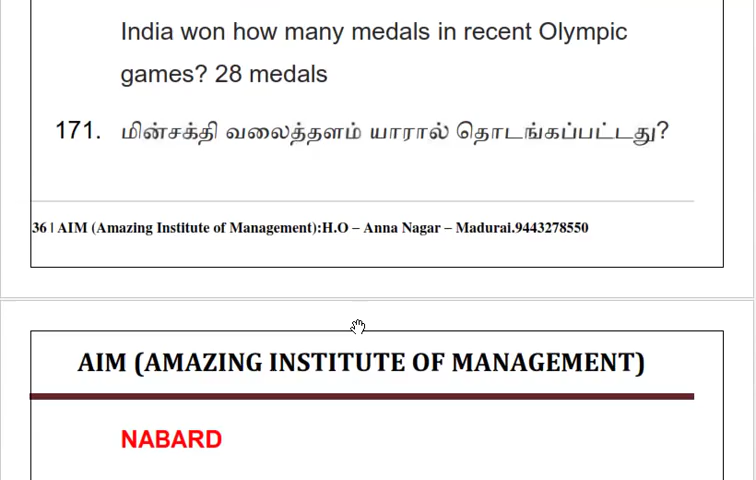 India won how many medals in recent Olympic
games? 28 medals
171. மின்சக்தி வலைத்தளம் யாரால் தொடங்கப்பட்டது?
36 | AIM (Amazing Institute of Management):H.O – Anna Nagar – Madurai.9443278550
AIM (AMAZING INSTITUTE OF MANAGEMENT)
NABARD